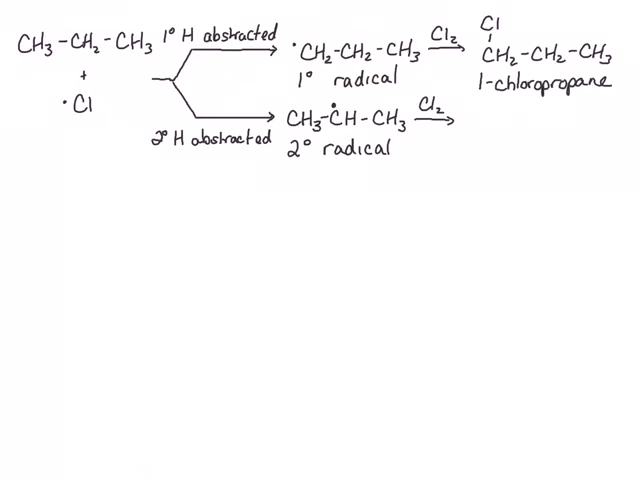 CH₃-CH₂-CH₃ 1° H abstracted ·CH₂-CH₂-CH₃ Cl₂ Cl
+ 1° radical CH₂-CH₂-CH₃
·Cl 1-chloropropane
2° H abstracted CH₃-ĊH-CH₃ Cl₂
2° radical